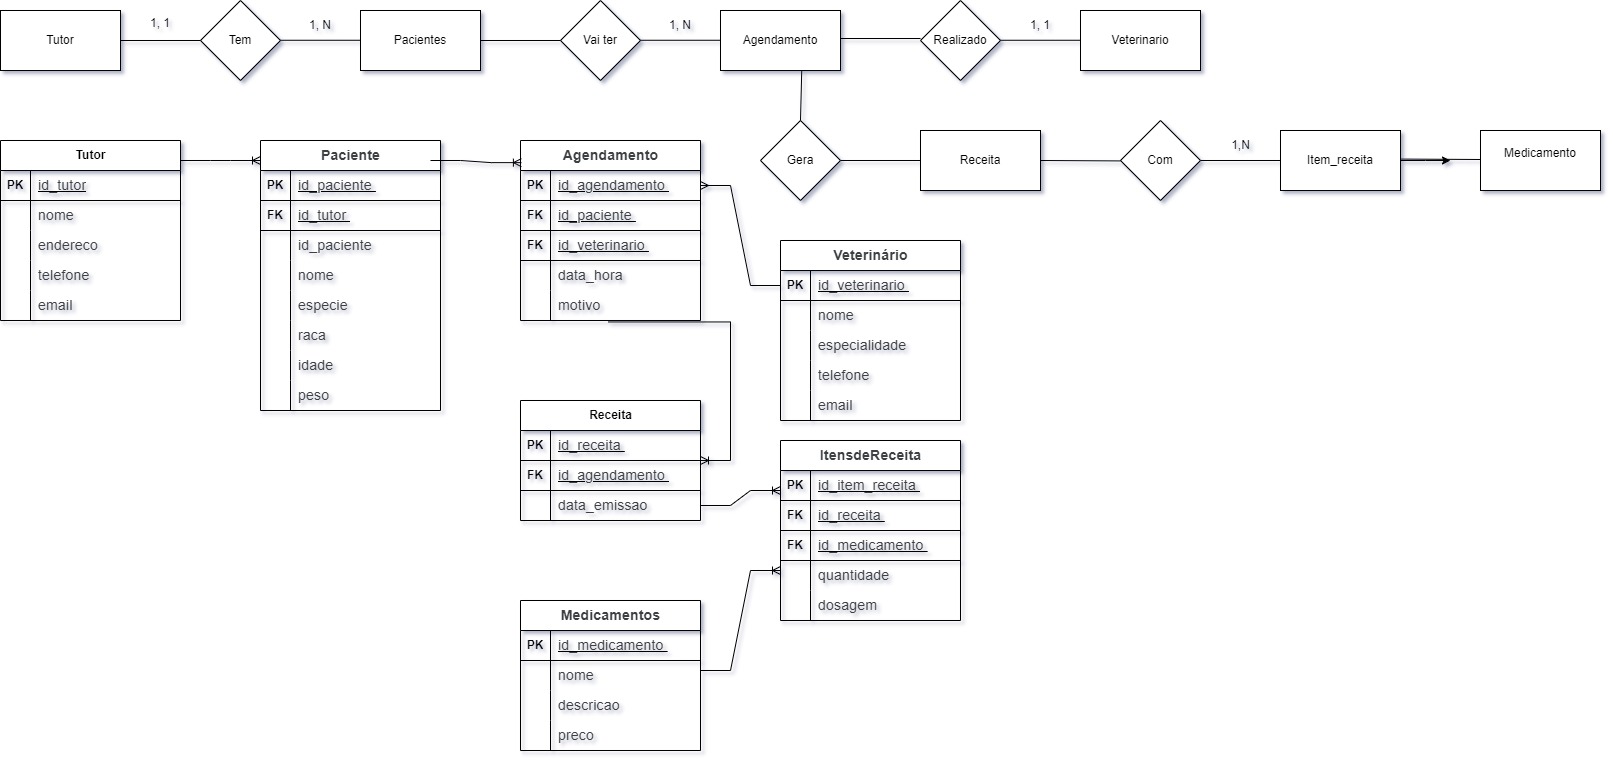 1, 1
1, N
1, N
1, 1
Tutor
Tem
Pacientes
Vai ter
Agendamento
Realizado
Veterinario
Gera
Receita
Com
1,N
Item_receita
Medicamento
Tutor
PK id_tutor
nome
endereco
telefone
email
Paciente
PK id_paciente
FK id_tutor
id_paciente
nome
especie
raca
idade
peso
Agendamento
PK id_agendamento
FK id_paciente
FK id_veterinario
data_hora
motivo
Veterinário
PK id_veterinario
nome
especialidade
telefone
email
Receita
PK id_receita
FK id_agendamento
data_emissao
ItensdeReceita
PK id_item_receita
FK id_receita
FK id_medicamento
quantidade
dosagem
Medicamentos
PK id_medicamento
nome
descricao
preco